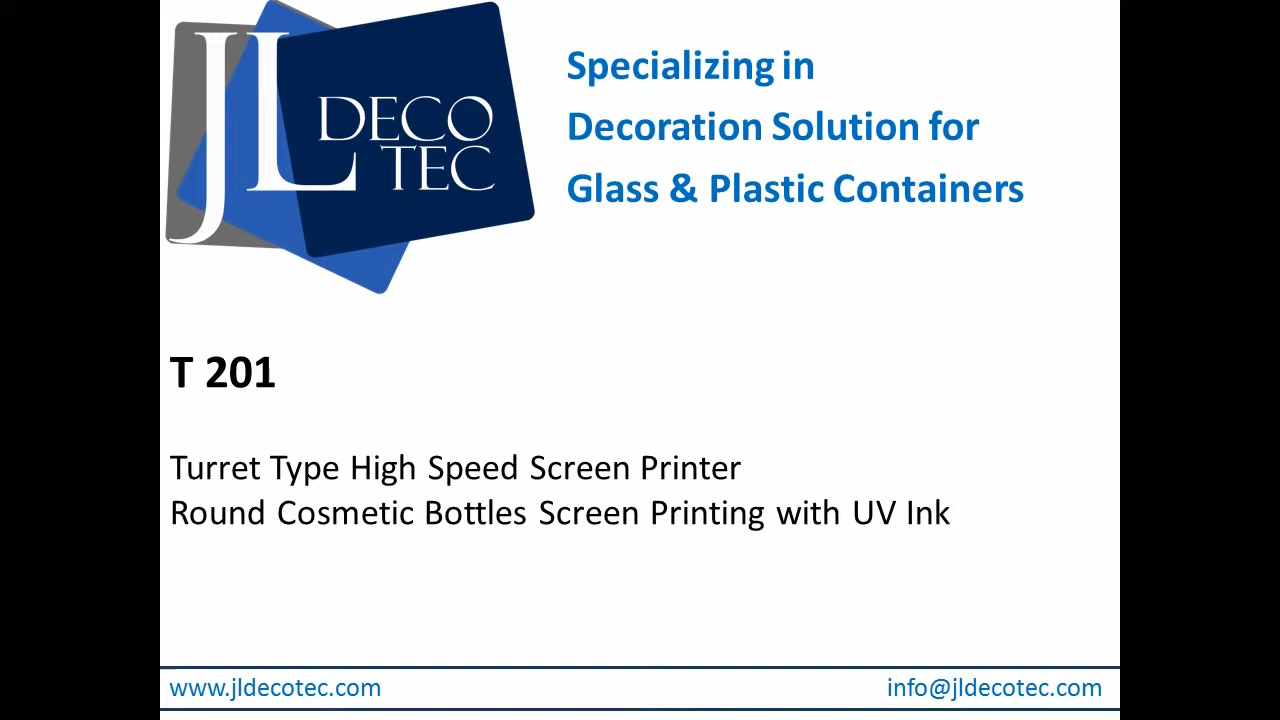 JL DECO
TEC
Specializing in
Decoration Solution for
Glass & Plastic Containers
T 201
Turret Type High Speed Screen Printer
Round Cosmetic Bottles Screen Printing with UV Ink
www.jldecotec.com
info@jldecotec.com